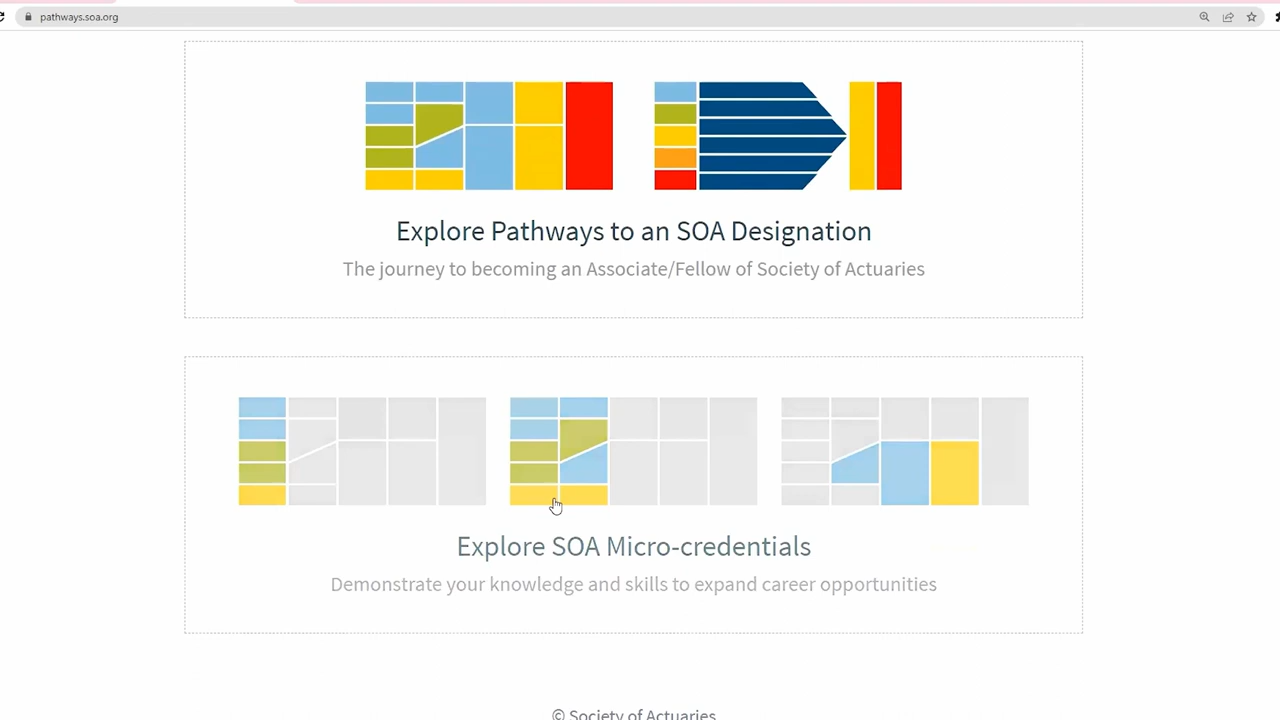 pathways.soa.org
Explore Pathways to an SOA Designation
The journey to becoming an Associate/Fellow of Society of Actuaries
Explore SOA Micro-credentials
Demonstrate your knowledge and skills to expand career opportunities
© Society of Actuaries